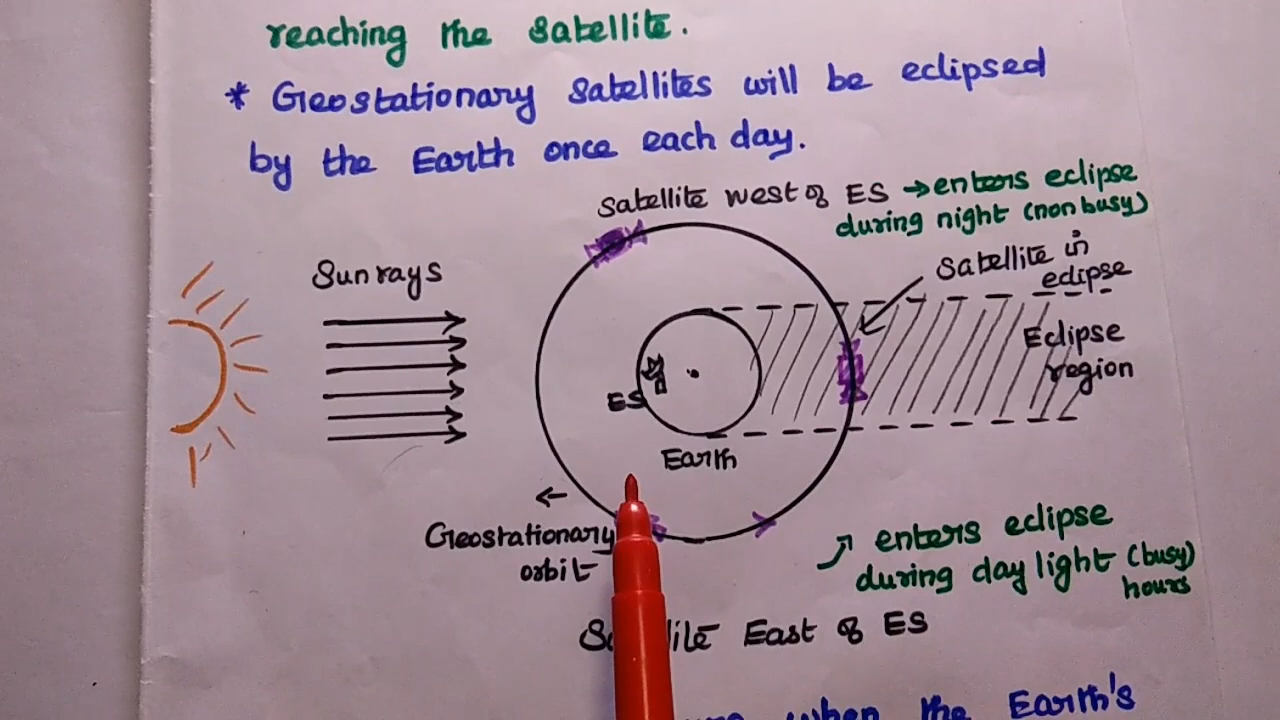 reaching the satellite.
* Geostationary satellites will be eclipsed
by the Earth once each day.
Satellite west of ES → enters eclipse
during night (non busy)
Satellite in
eclipse
Sun rays
Eclipse
region
ES
Earth
Geostationary
orbit
enters eclipse
during day light (busy)
hours
East of ES
when the Earth's